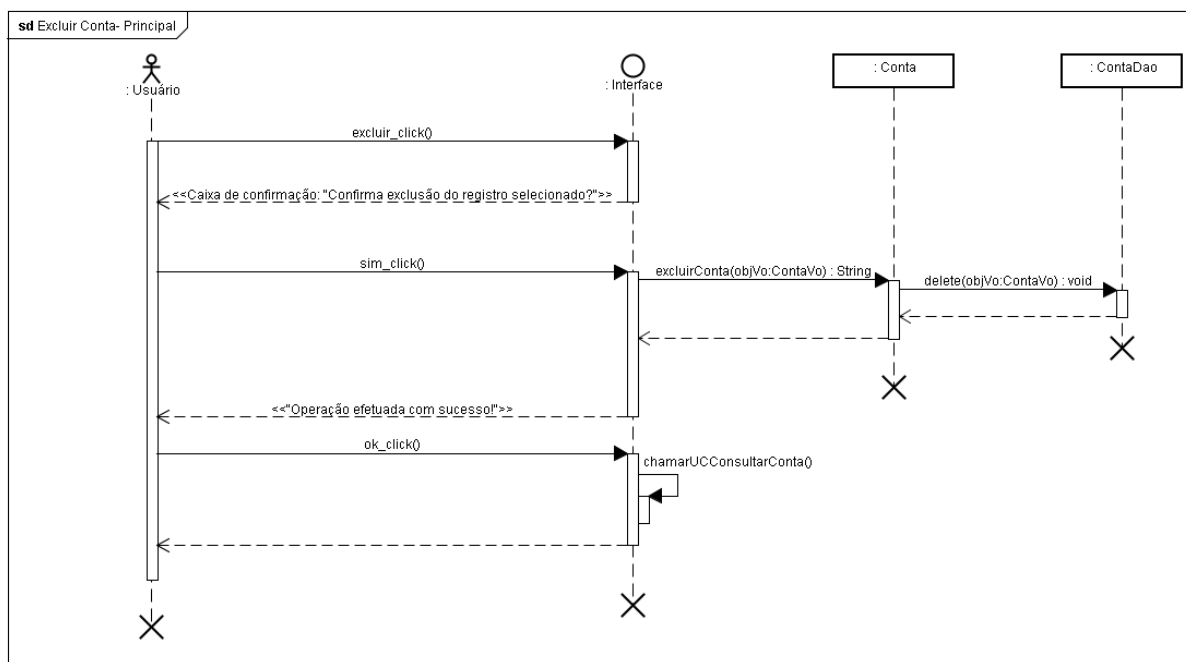 sd Excluir Conta- Principal
: Usuário
: Interface
: Conta
: ContaDao
excluir_click()
<<Caixa de confirmação: "Confirma exclusão do registro selecionado?">>
sim_click()
excluirConta(objVo:ContaVo) : String
delete(objVo:ContaVo) : void
<<"Operação efetuada com sucesso!">>
ok_click()
chamarUCConsultarConta()